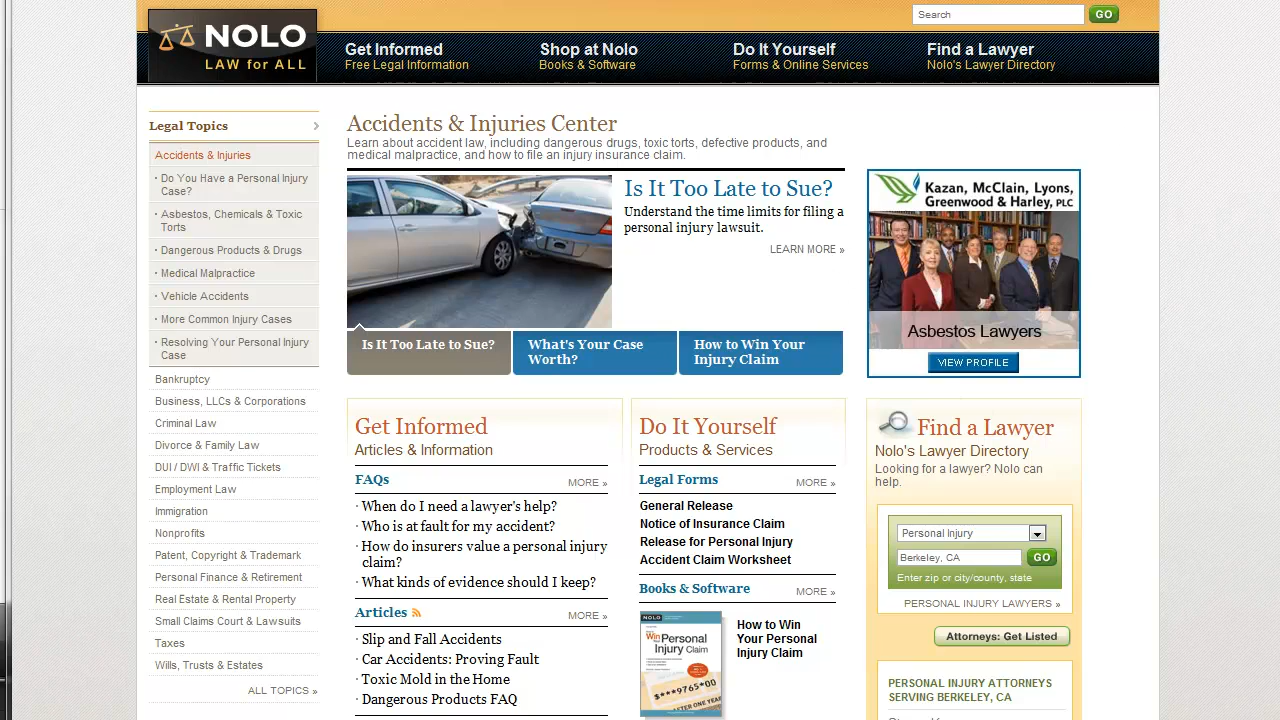 Search
GO
NOLO
LAW for ALL
Get Informed
Free Legal Information
Shop at Nolo
Books & Software
Do It Yourself
Forms & Online Services
Find a Lawyer
Nolo's Lawyer Directory
Legal Topics
Accidents & Injuries
· Do You Have a Personal Injury
Case?
· Asbestos, Chemicals & Toxic
Torts
· Dangerous Products & Drugs
· Medical Malpractice
· Vehicle Accidents
· More Common Injury Cases
· Resolving Your Personal Injury
Case
Bankruptcy
Business, LLCs & Corporations
Criminal Law
Divorce & Family Law
DUI / DWI & Traffic Tickets
Employment Law
Immigration
Nonprofits
Patent, Copyright & Trademark
Personal Finance & Retirement
Real Estate & Rental Property
Small Claims Court & Lawsuits
Taxes
Wills, Trusts & Estates
ALL TOPICS »
Accidents & Injuries Center
Learn about accident law, including dangerous drugs, toxic torts, defective products, and
medical malpractice, and how to file an injury insurance claim.
Is It Too Late to Sue?
Understand the time limits for filing a
personal injury lawsuit.
LEARN MORE »
Is It Too Late to Sue?
What's Your Case
Worth?
How to Win Your
Injury Claim
Kazan, McClain, Lyons,
Greenwood & Harley, PLC
Asbestos Lawyers
VIEW PROFILE
Get Informed
Articles & Information
FAQs
MORE »
· When do I need a lawyer's help?
· Who is at fault for my accident?
· How do insurers value a personal injury
claim?
· What kinds of evidence should I keep?
Articles
MORE »
· Slip and Fall Accidents
· Car Accidents: Proving Fault
· Toxic Mold in the Home
· Dangerous Products FAQ
Do It Yourself
Products & Services
Legal Forms
MORE »
General Release
Notice of Insurance Claim
Release for Personal Injury
Accident Claim Worksheet
Books & Software
MORE »
NOLO
Win Your
Personal
Injury Claim
$***9765*00
How to Win
Your Personal
Injury Claim
Find a Lawyer
Nolo's Lawyer Directory
Looking for a lawyer? Nolo can
help.
Personal Injury
Berkeley, CA
GO
Enter zip or city/county, state
PERSONAL INJURY LAWYERS »
Attorneys: Get Listed
PERSONAL INJURY ATTORNEYS
SERVING BERKELEY, CA